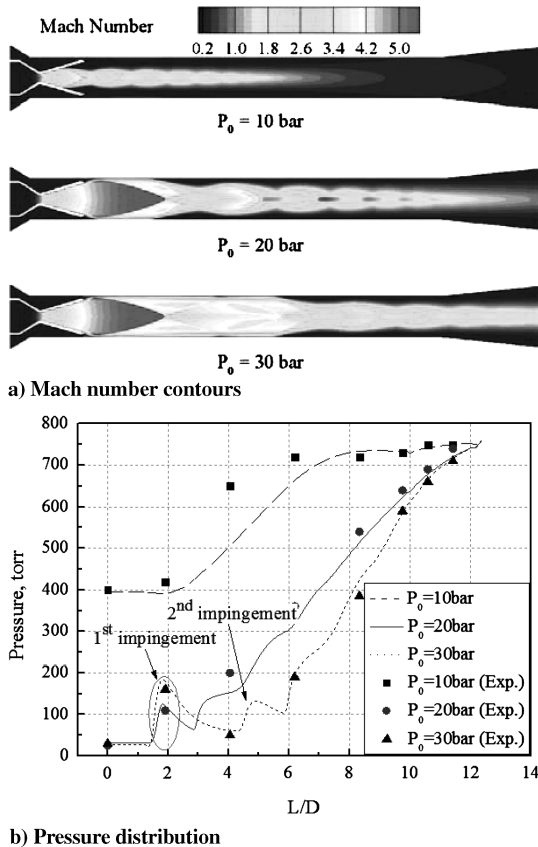 Mach Number
0.2 1.0 1.8 2.6 3.4 4.2 5.0
P0 = 10 bar
P0 = 20 bar
P0 = 30 bar
a) Mach number contours
800
700
600
500
400
300
200
100
0
Pressure, torr
1st impingement
2nd impingement
P0=10bar
P0=20bar
P0=30bar
P0=10bar (Exp.)
P0=20bar (Exp.)
P0=30bar (Exp.)
0 2 4 6 8 10 12 14
L/D
b) Pressure distribution